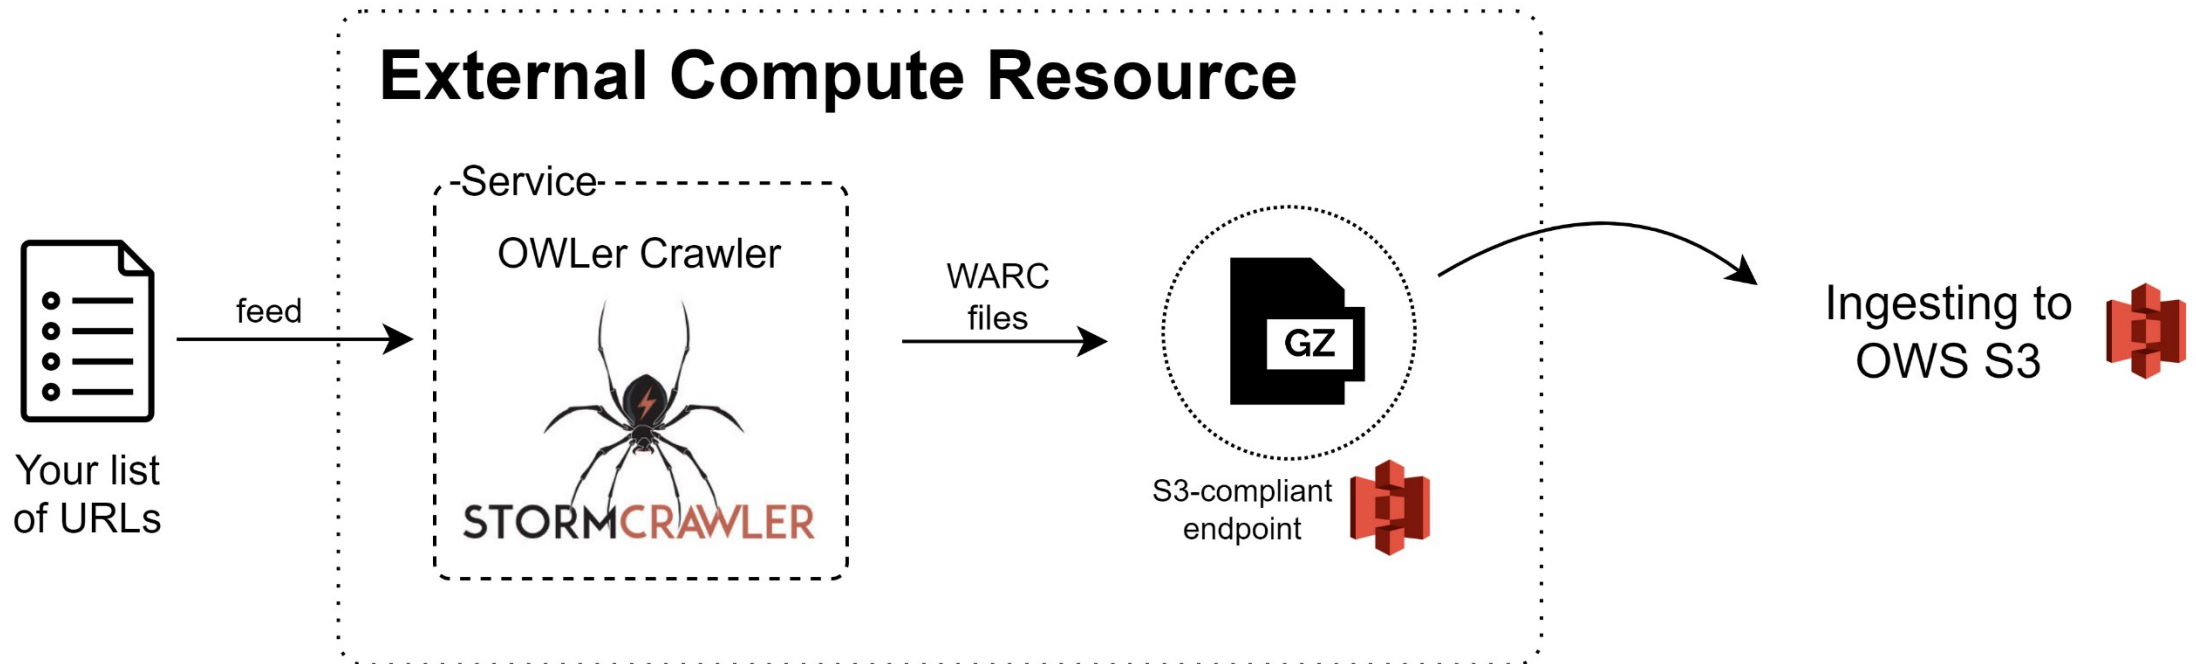 External Compute Resource
Service
OWLer Crawler
STORMCRAWLER
feed
Your list
of URLs
WARC
files
GZ
S3-compliant
endpoint
Ingesting to
OWS S3